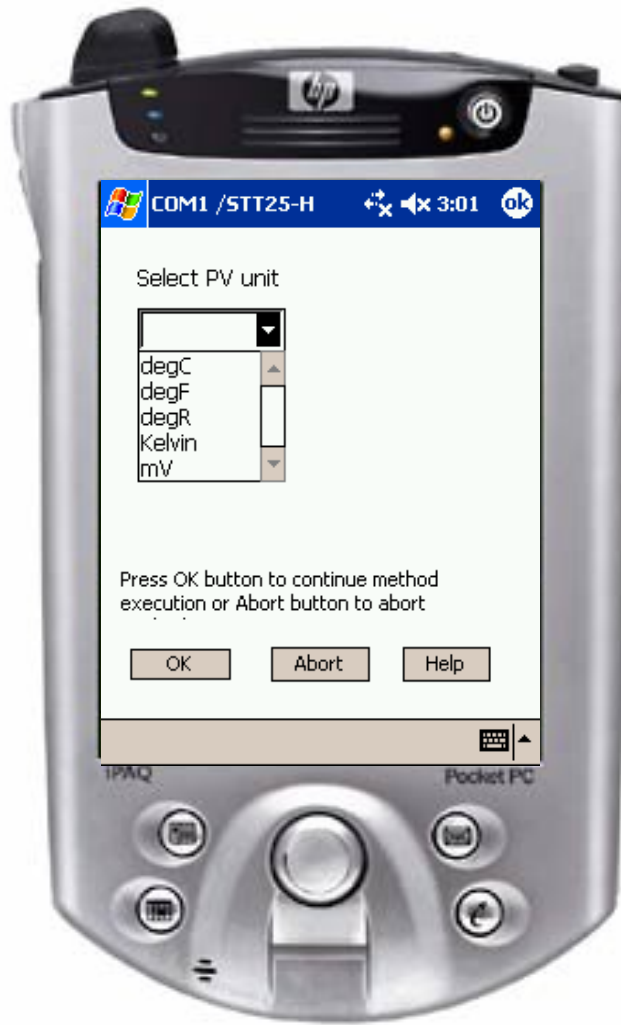 hp
COM1 /STT25-H 3:01 ok
Select PV unit
degC
degF
degR
Kelvin
mV
Press OK button to continue method
execution or Abort button to abort
OK Abort Help
iPAQ Pocket PC